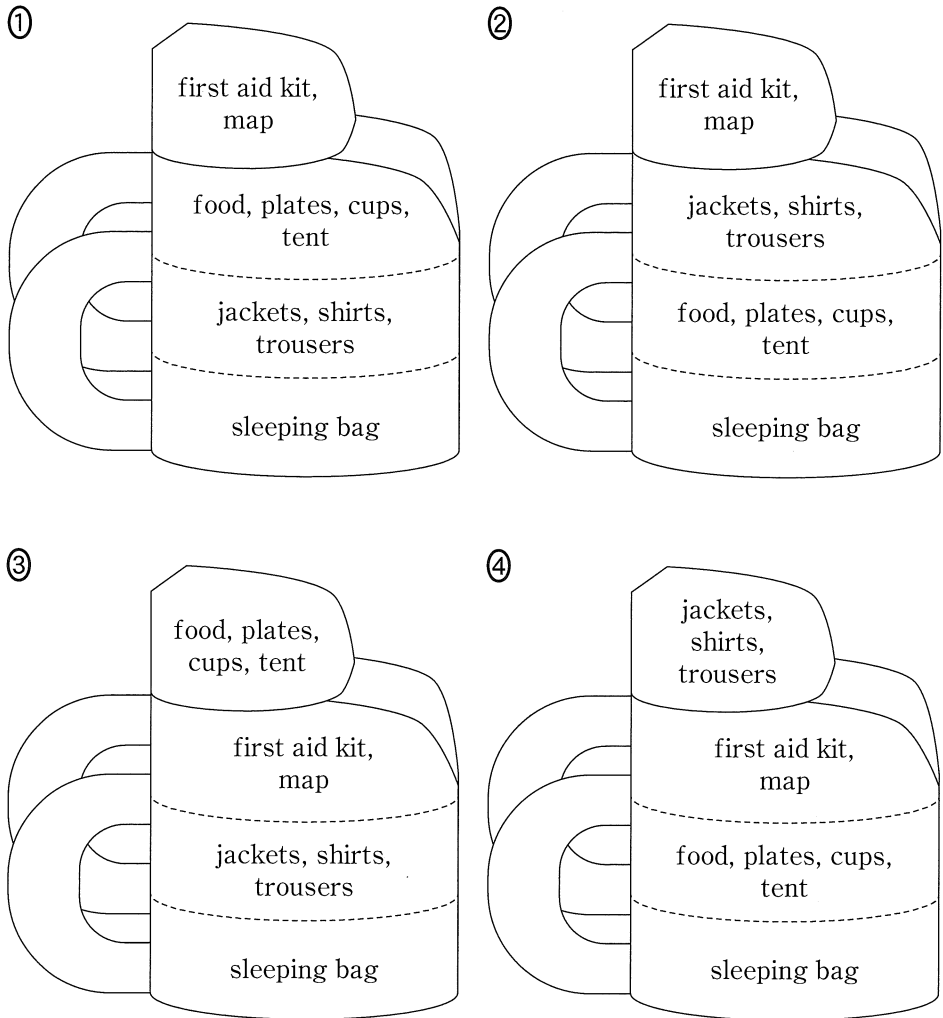 ①
first aid kit,
map
food, plates, cups,
tent
jackets, shirts,
trousers
sleeping bag
②
first aid kit,
map
jackets, shirts,
trousers
food, plates, cups,
tent
sleeping bag
③
food, plates,
cups, tent
first aid kit,
map
jackets, shirts,
trousers
sleeping bag
④
jackets,
shirts,
trousers
first aid kit,
map
food, plates, cups,
tent
sleeping bag